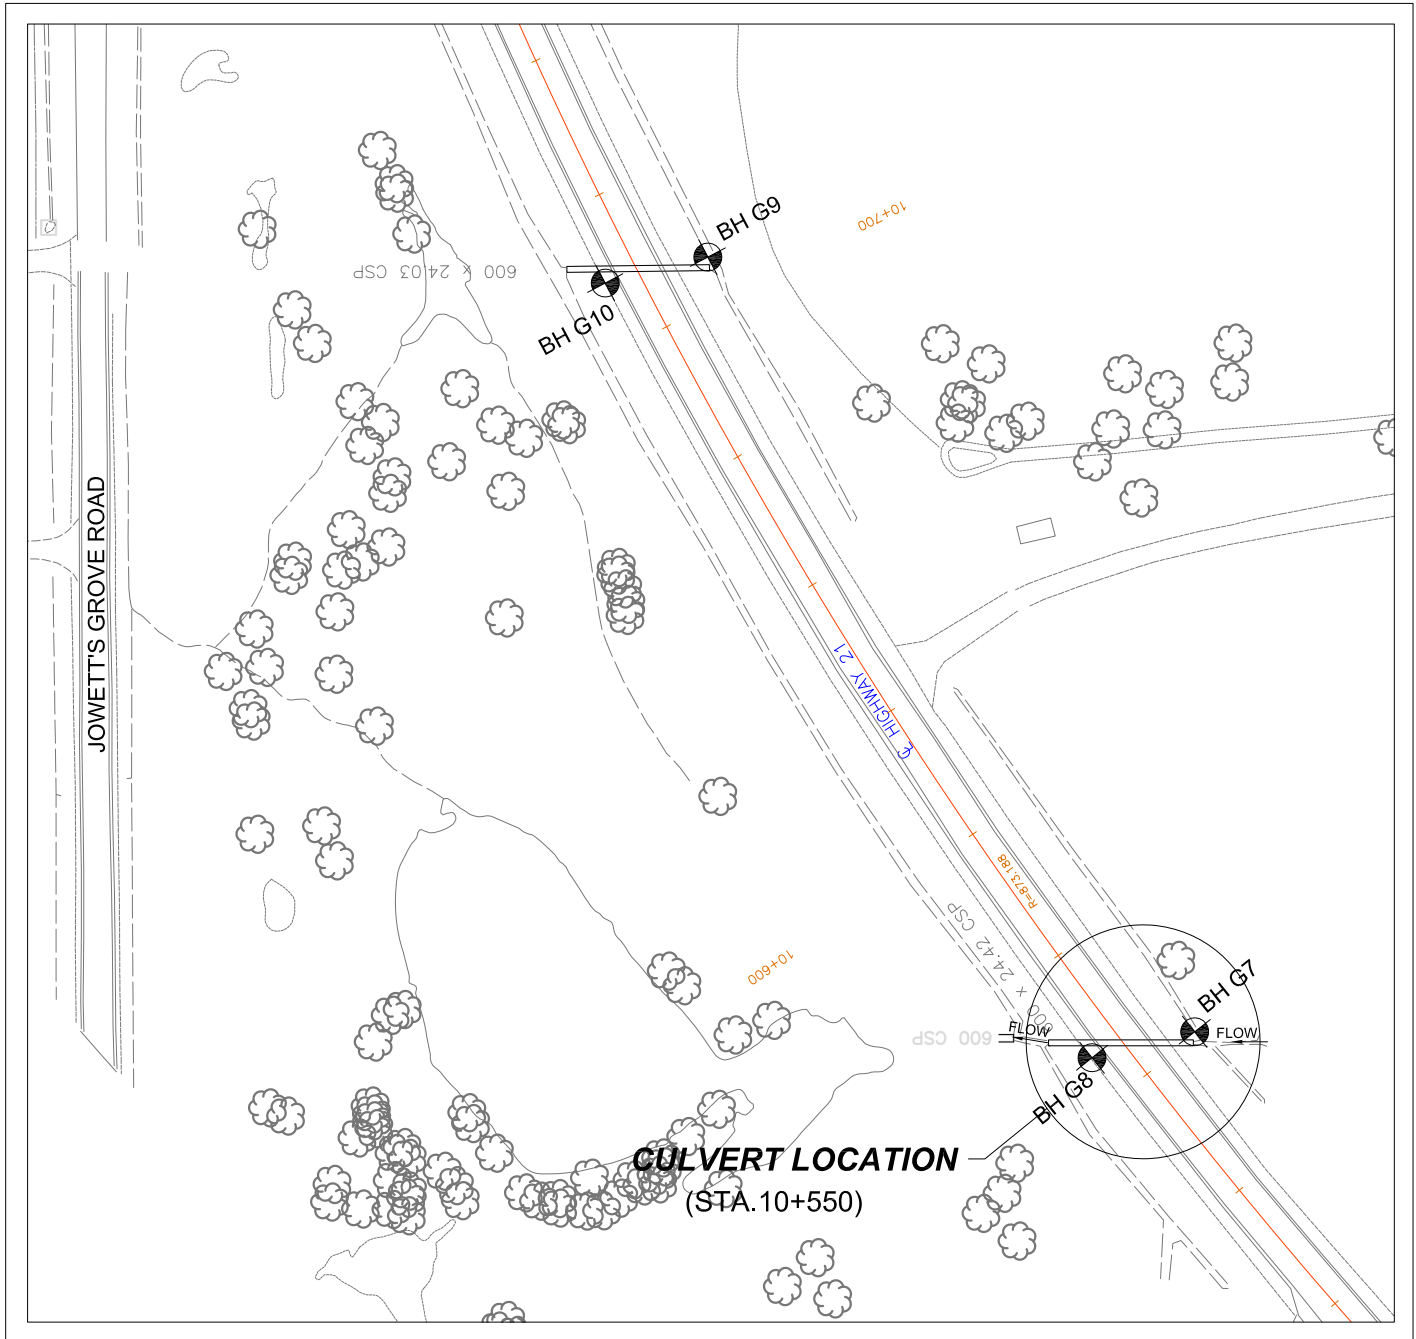 BH G9
10+700
600 x 24.03 CSP
BH G10
JOWETT'S GROVE ROAD
℄ HIGHWAY 21
R=873.188
600 x 24.42 CSP
10+600
BH G7
600 CSP
FLOW
FLOW
BH G8
CULVERT LOCATION
(STA.10+550)